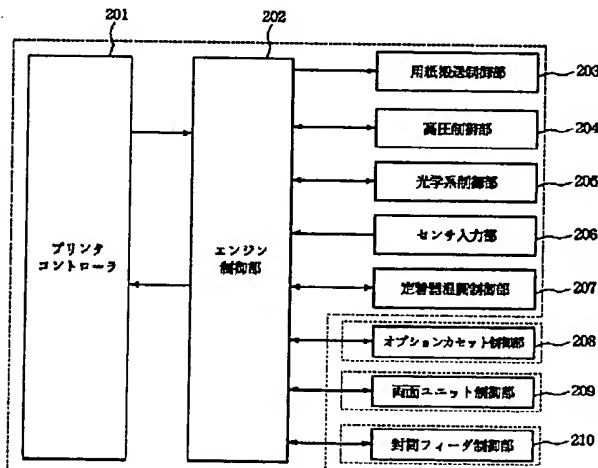 201
202
プリンタ
コントローラ
エンジン
制御部
用紙搬送制御部
203
高圧制御部
204
光学系制御部
205
センサ入力部
206
定着器温度制御部
207
オプションカセット制御部
208
両面ユニット制御部
209
封筒フィーダ制御部
210